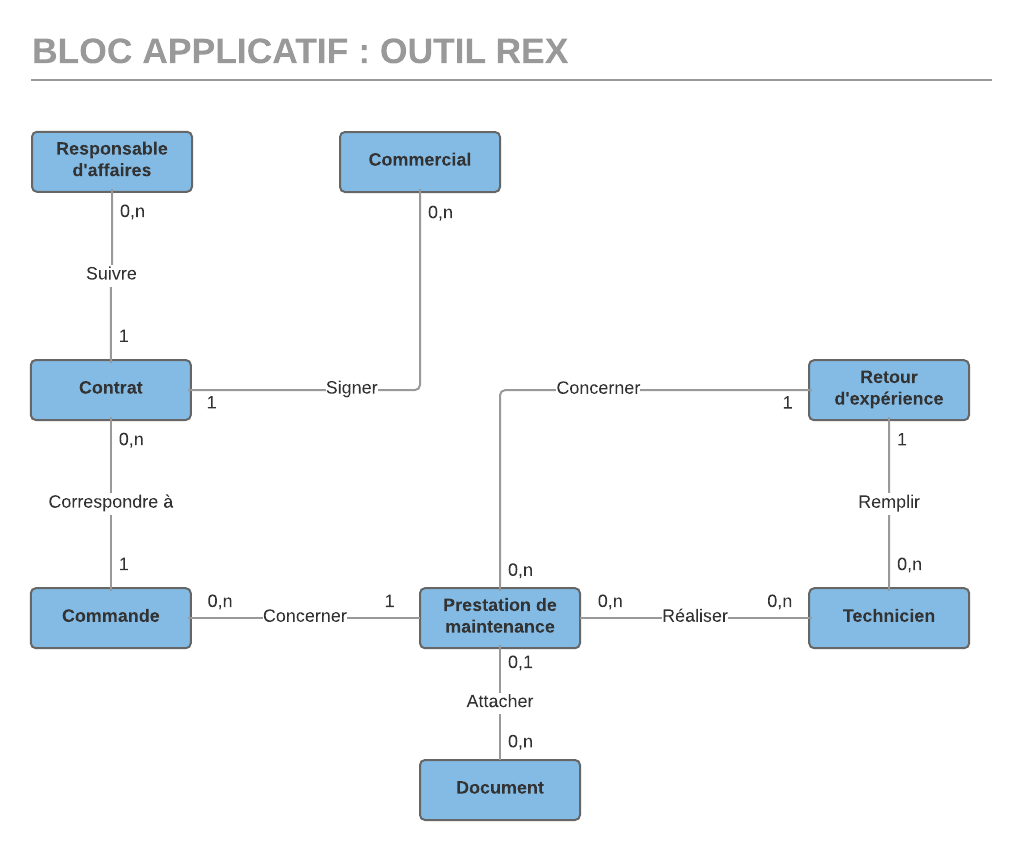 BLOC APPLICATIF : OUTIL REX
Responsable
d'affaires
Commercial
0,n
0,n
Suivre
1
Contrat
Signer
1
Concerner
1
Retour
d'expérience
0,n
1
Correspondre à
Remplir
1
0,n
0,n
Commande
0,n
Concerner
1
Prestation de
maintenance
0,n
Réaliser
0,n
Technicien
0,1
Attacher
0,n
Document